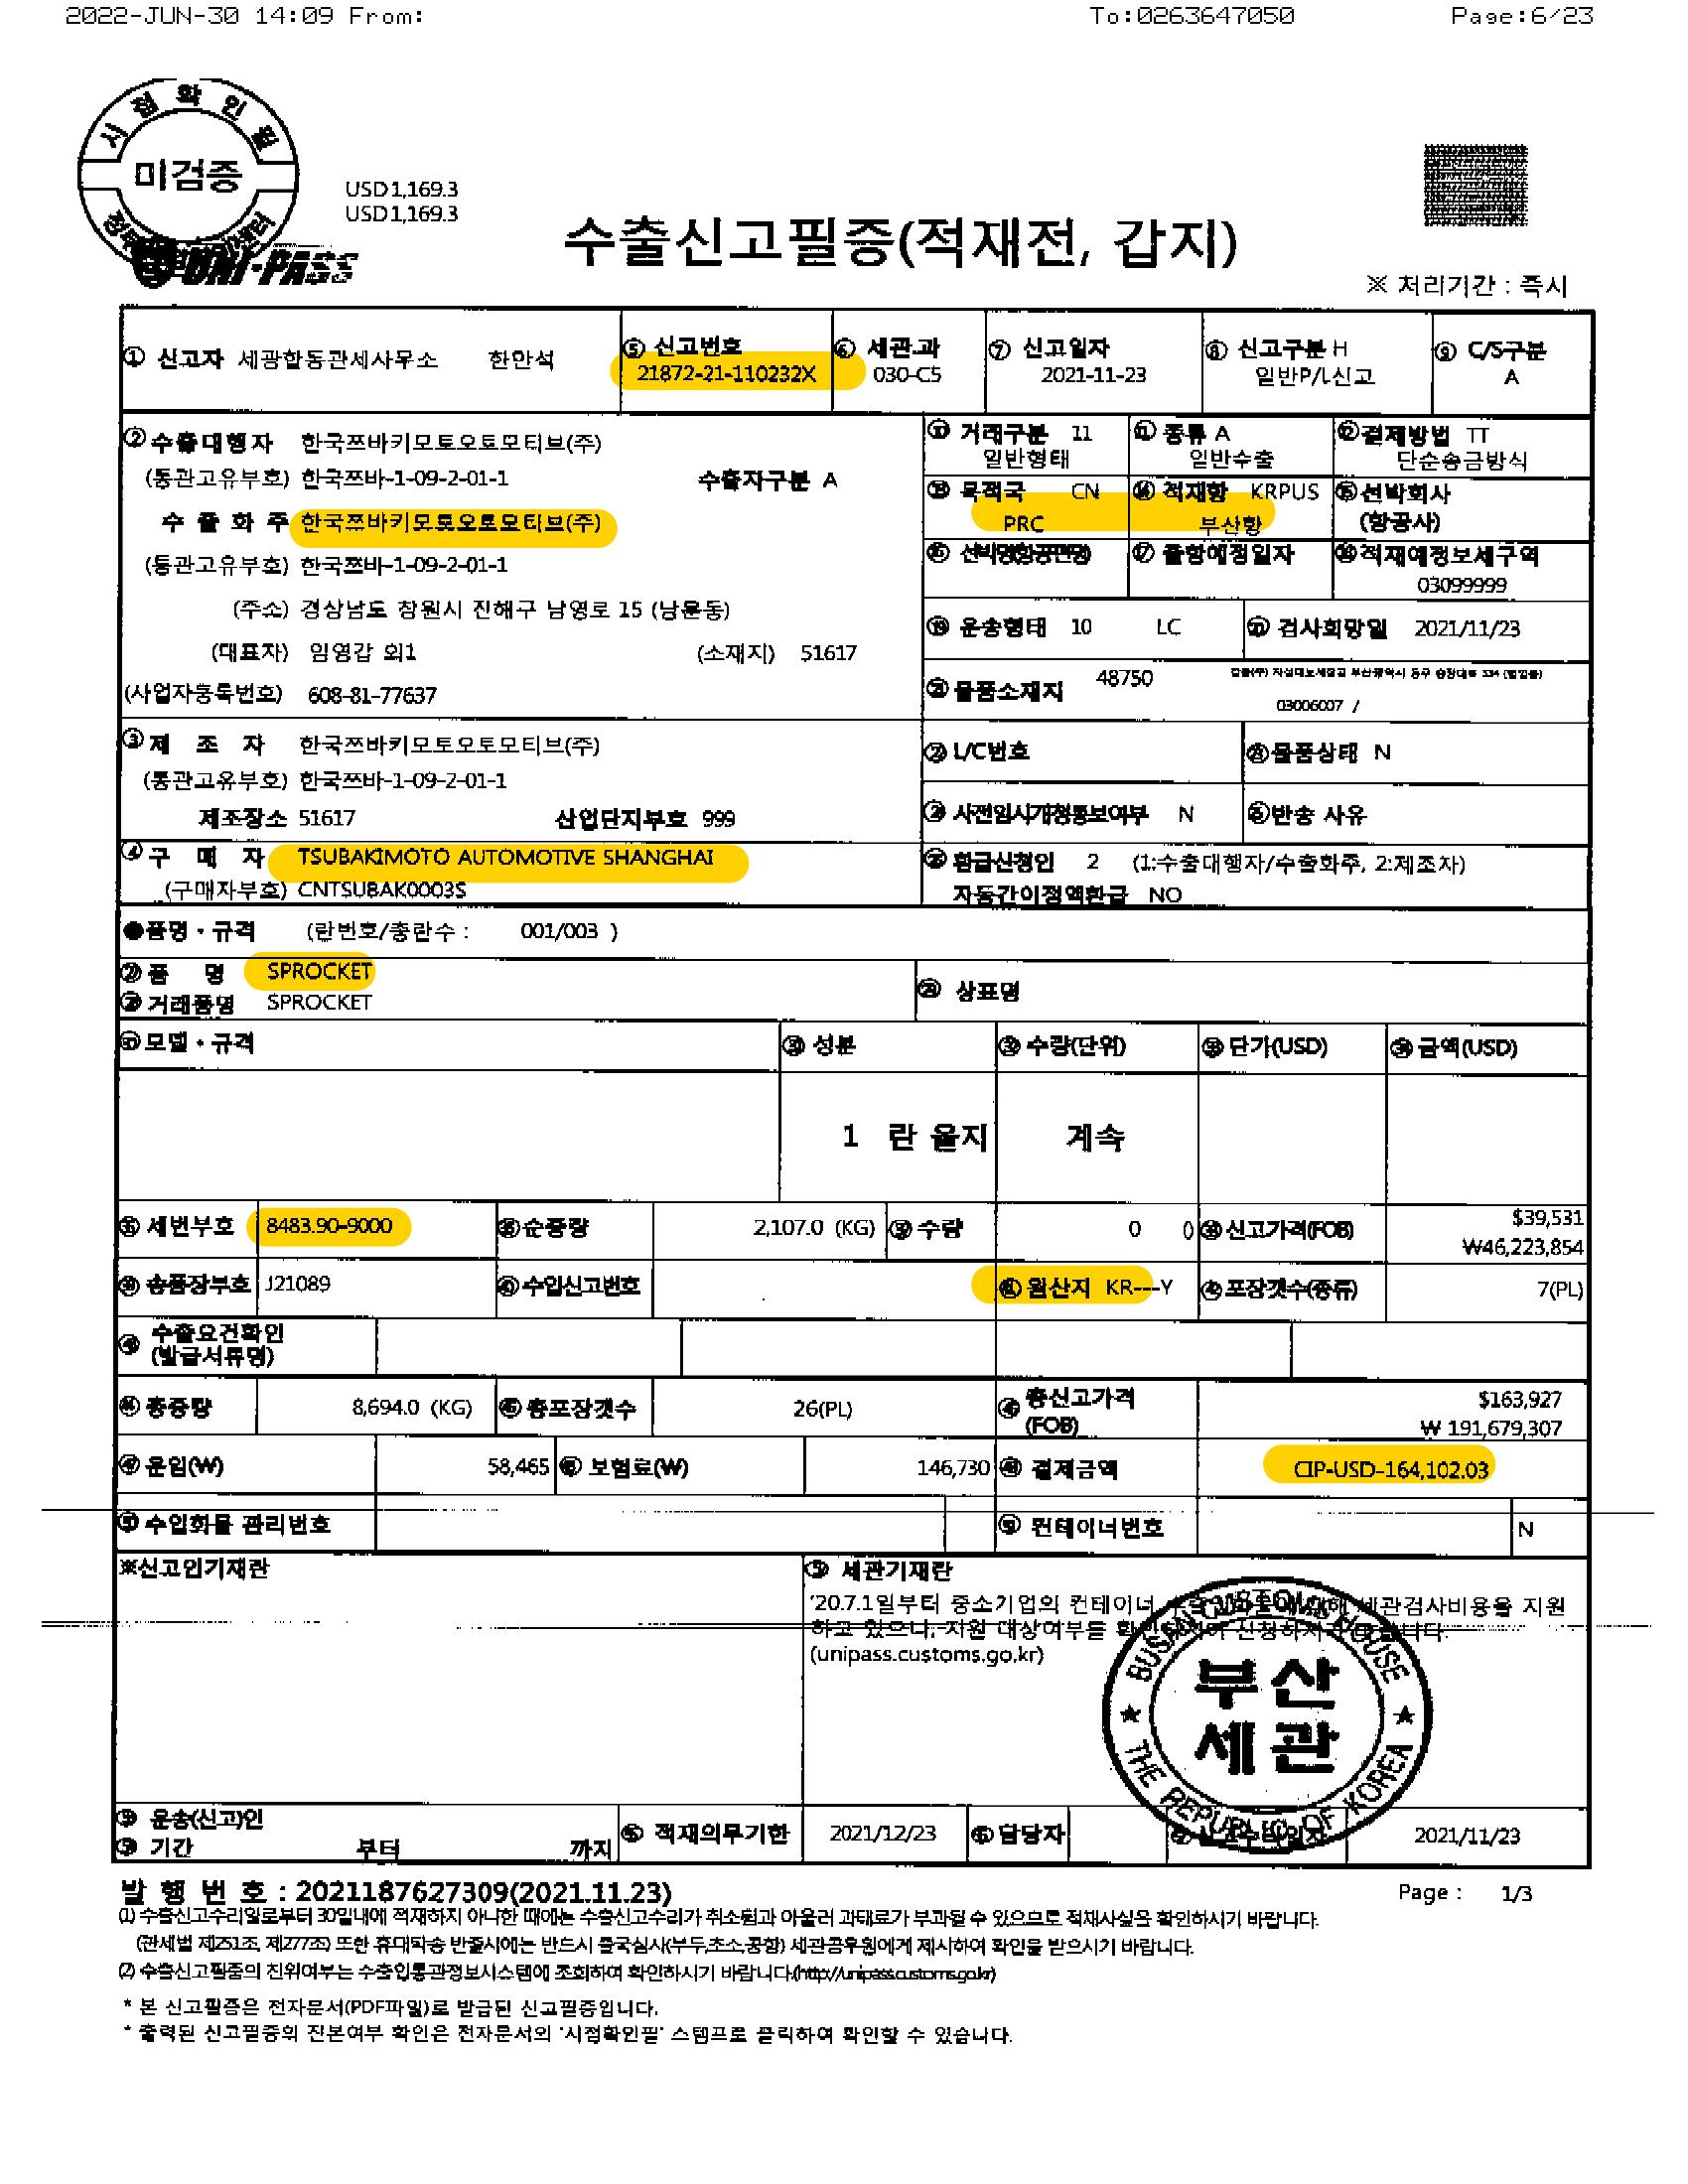 2022-JUN-30 14:09 From: To:0263647050 Page:6/23
시점확인필
미검증
UNI-PASS
USD1,169.3
USD1,169.3
수출신고필증(적재전, 갑지)
※ 처리기간 : 즉시
① 신고자 세광합동관세사무소 한만석
⑤ 신고번호
21872-21-110232X
⑥ 세관.과
030-C5
⑦ 신고일자
2021-11-23
⑧ 신고구분 H
일반P/L신고
⑨ C/S구분
A
② 수출대행자 한국쯔바키모토오토모티브(주)
(통관고유부호) 한국쯔바-1-09-2-01-1 수출자구분 A
수 출 화 주 한국쯔바키모토오토모티브(주)
(통관고유부호) 한국쯔바-1-09-2-01-1
(주소) 경상남도 창원시 진해구 남영로 15 (남문동)
(대표자) 임영갑 외1 (소재지) 51617
(사업자등록번호) 608-81-77637
⑩ 거래구분 11
일반형태
⑪ 종류 A
일반수출
⑫ 결제방법 TT
단순송금방식
⑬ 목적국 CN
PRC
⑭ 적재항 KRPUS
부산항
⑮ 선박회사
(항공사)
⑯ 선박명(항공편명)
⑰ 출항예정일자
⑱ 적재예정보세구역
03099999
⑲ 운송형태 10 LC
⑳ 검사희망일 2021/11/23
㉑ 물품소재지 48750
03006007 /
③ 제 조 자 한국쯔바키모토오토모티브(주)
(통관고유부호) 한국쯔바-1-09-2-01-1
제조장소 51617 산업단지부호 999
㉒ L/C번호
㉓ 물품상태 N
㉔ 사전임시개청통보여부 N
㉕ 반송 사유
④ 구 매 자 TSUBAKIMOTO AUTOMOTIVE SHANGHAI
(구매자부호) CNTSUBAK0003S
㉖ 환급신청인 2 (1:수출대행자/수출화주, 2:제조자)
자동간이정액환급 NO
●품명・규격 (란번호/총란수 : 001/003 )
㉗ 품 명 SPROCKET
㉘ 거래품명 SPROCKET
㉙ 상표명
㉚ 모델・규격
㉛ 성분
㉜ 수량(단위)
㉝ 단가(USD)
㉞ 금액(USD)
1 란 을지 계속
㉟ 세번부호 8483.90-9000
㊱ 순중량 2,107.0 (KG)
㊲ 수량 0 0
㊳ 신고가격(FOB) $39,531
₩46,223,854
㊴ 송품장부호 J21089
㊵ 수입신고번호
㊶ 원산지 KR---Y
㊷ 포장갯수(종류) 7(PL)
㊸ 수출요건확인
(발급서류명)
㊹ 총중량 8,694.0 (KG)
㊺ 총포장갯수 26(PL)
㊻ 총신고가격
(FOB)
$163,927
₩ 191,679,307
㊼ 운임(₩) 58,465
㊽ 보험료(₩) 146,730
㊾ 결제금액 CIP-USD-164,102.03
㊿ 수입화물 관리번호
컨테이너번호 N
※신고인기재란
세관기재란
'20.7.1일부터 중소기업의 컨테이너 세관검사비용을 지원
하고 있으니, 지원 대상여부를
(unipass.customs.go.kr)
BUSAN CUSTOMS HOUSE
부산
세관
THE REPUBLIC OF KOREA
운송(신고)인
기간 부터 까지
적재의무기한 2021/12/23
담당자
2021/11/23
발 행 번 호 : 2021187627309(2021.11.23) Page : 1/3
(1) 수출신고수리일로부터 30일내에 적재하지 아니한 때에는 수출신고수리가 취소됨과 아울러 과태료가 부과될 수 있으므로 적재사실을 확인하시기 바랍니다.
(관세법 제251조, 제277조) 또한 휴대탁송 반출시에는 반드시 출국심사(부두,초소,공항) 세관공무원에게 제시하여 확인을 받으시기 바랍니다.
(2) 수출신고필증의 진위여부는 수출입통관정보시스템에 조회하여 확인하시기 바랍니다.(http://unipass.customs.go.kr)
* 본 신고필증은 전자문서(PDF파일)로 발급된 신고필증입니다.
* 출력된 신고필증의 진본여부 확인은 전자문서의 '시점확인필' 스탬프로 클릭하여 확인할 수 있습니다.